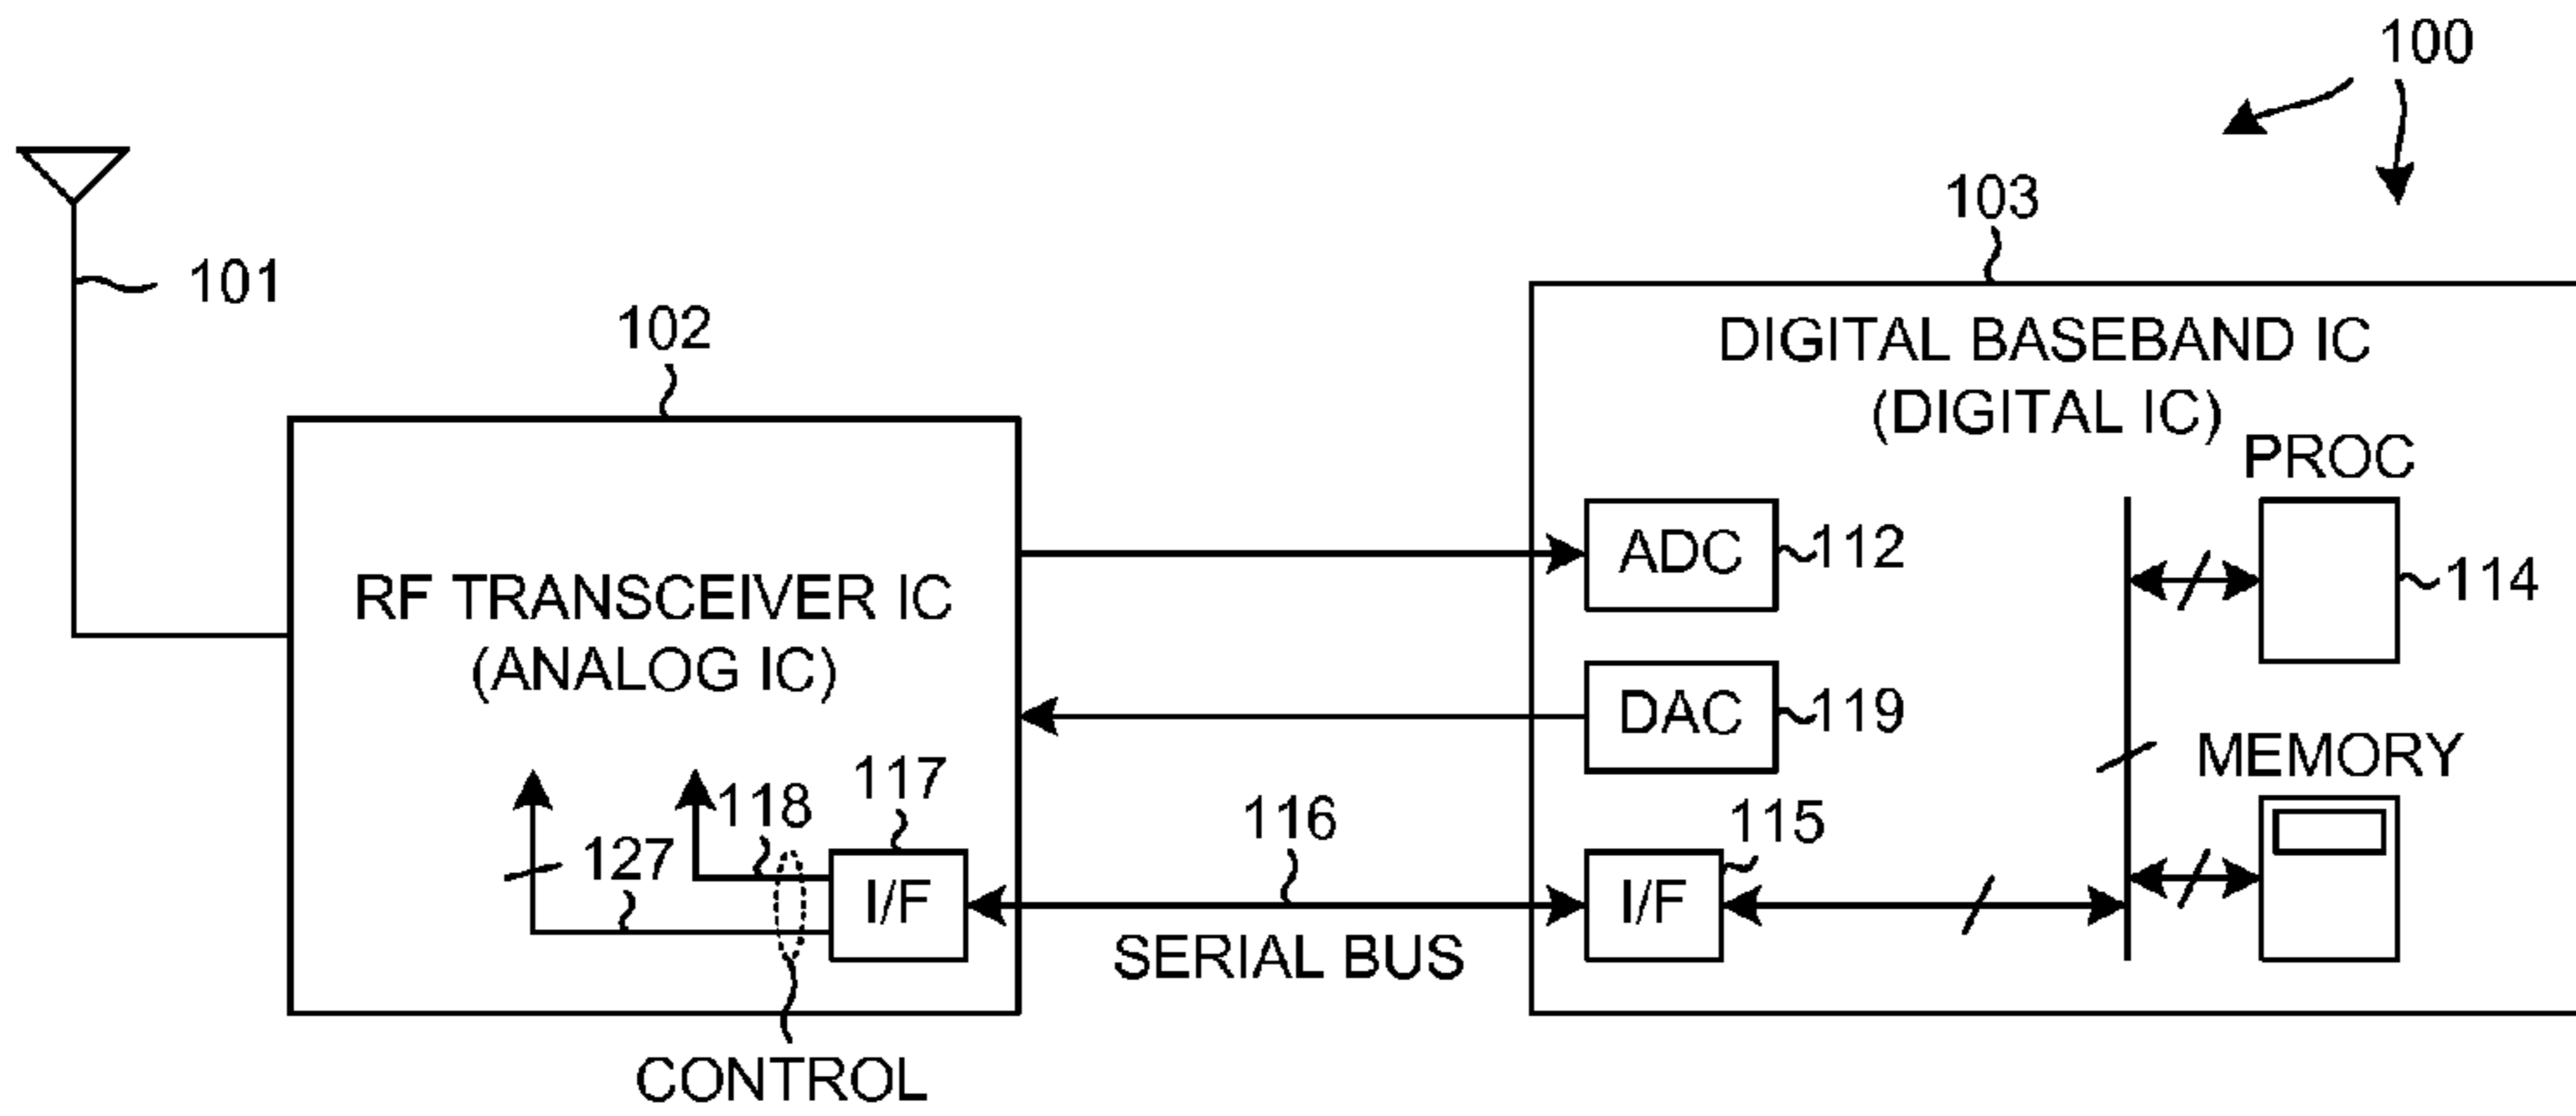 100
103
101
102
DIGITAL BASEBAND IC
(DIGITAL IC)
PROC
ADC
112
114
RF TRANSCEIVER IC
(ANALOG IC)
DAC
119
MEMORY
117
118
116
115
127
I/F
I/F
SERIAL BUS
CONTROL